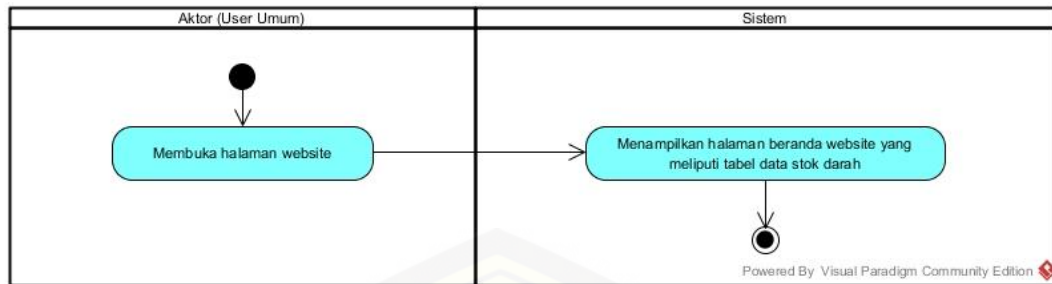 Aktor (User Umum)
Sistem
Membuka halaman website
Menampilkan halaman beranda website yang
meliputi tabel data stok darah
Powered By Visual Paradigm Community Edition